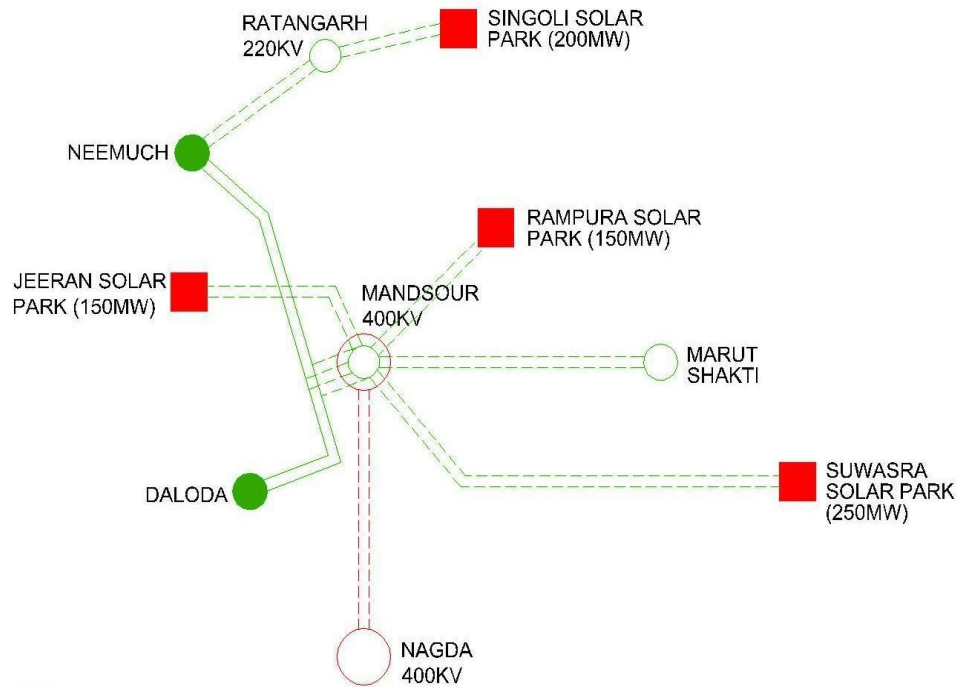 RATANGARH
220KV
SINGOLI SOLAR
PARK (200MW)
NEEMUCH
RAMPURA SOLAR
PARK (150MW)
JEERAN SOLAR
PARK (150MW)
MANDSOUR
400KV
MARUT
SHAKTI
DALODA
SUWASRA
SOLAR PARK
(250MW)
NAGDA
400KV